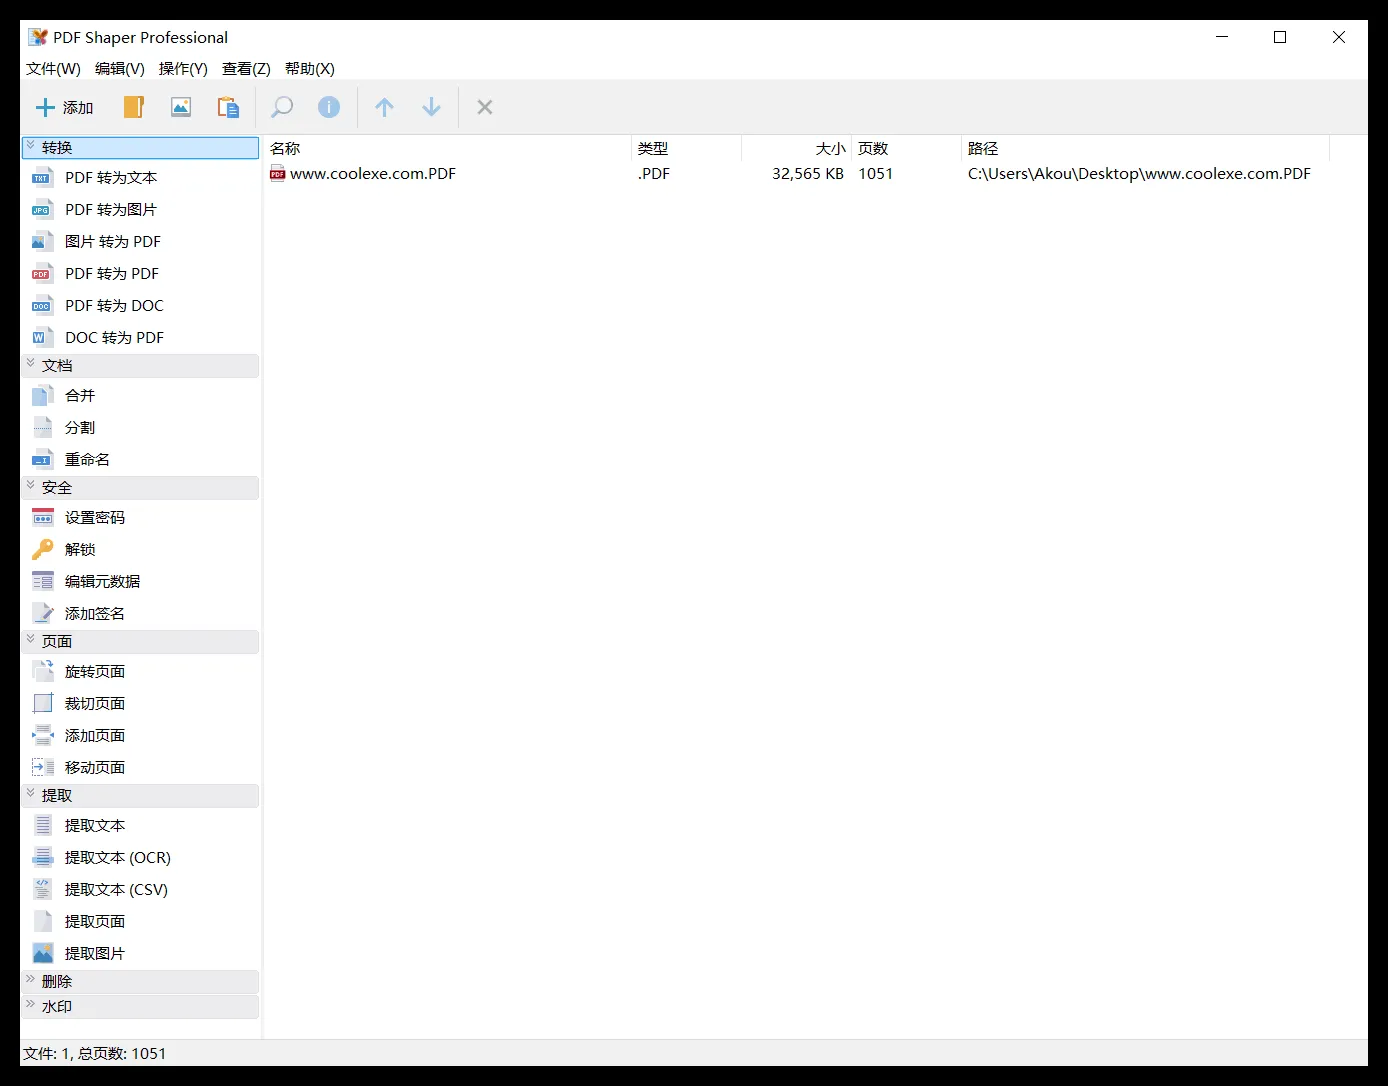 PDF Shaper Professional
文件(W) 编辑(V) 操作(Y) 查看(Z) 帮助(X)
添加
转换
TXT PDF 转为文本
JPG PDF 转为图片
图片 转为 PDF
PDF PDF 转为 PDF
DOC PDF 转为 DOC
W DOC 转为 PDF
文档
合并
分割
重命名
安全
设置密码
解锁
编辑元数据
添加签名
页面
旋转页面
裁切页面
添加页面
移动页面
提取
提取文本
提取文本 (OCR)
提取文本 (CSV)
提取页面
提取图片
删除
水印
名称 类型 大小 页数 路径
PDF www.coolexe.com.PDF .PDF 32,565 KB 1051 C:\Users\Akou\Desktop\www.coolexe.com.PDF
文件: 1, 总页数: 1051